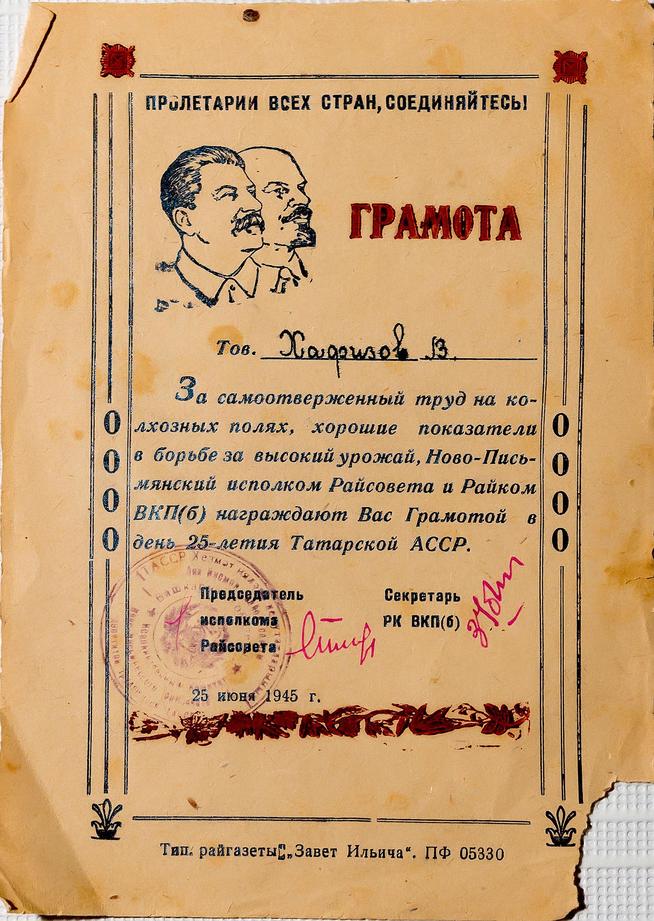 ПРОЛЕТАРИИ ВСЕХ СТРАН, СОЕДИНЯЙТЕСЬ!
ГРАМОТА
Тов. Хафизов В.
За самоотверженный труд на ко-
лхозных полях, хорошие показатели
в борьбе за высокий урожай, Ново-Пись-
мянский исполком Райсовета и Райком
ВКП(б) награждают Вас Грамотой в
день 25-летия Татарской АССР.
Председатель
исполкома
Райсовета
Секретарь
РК ВКП(б)
25 июня 1945 г.
Тип. райгазеты „Завет Ильича“. ПФ 05330